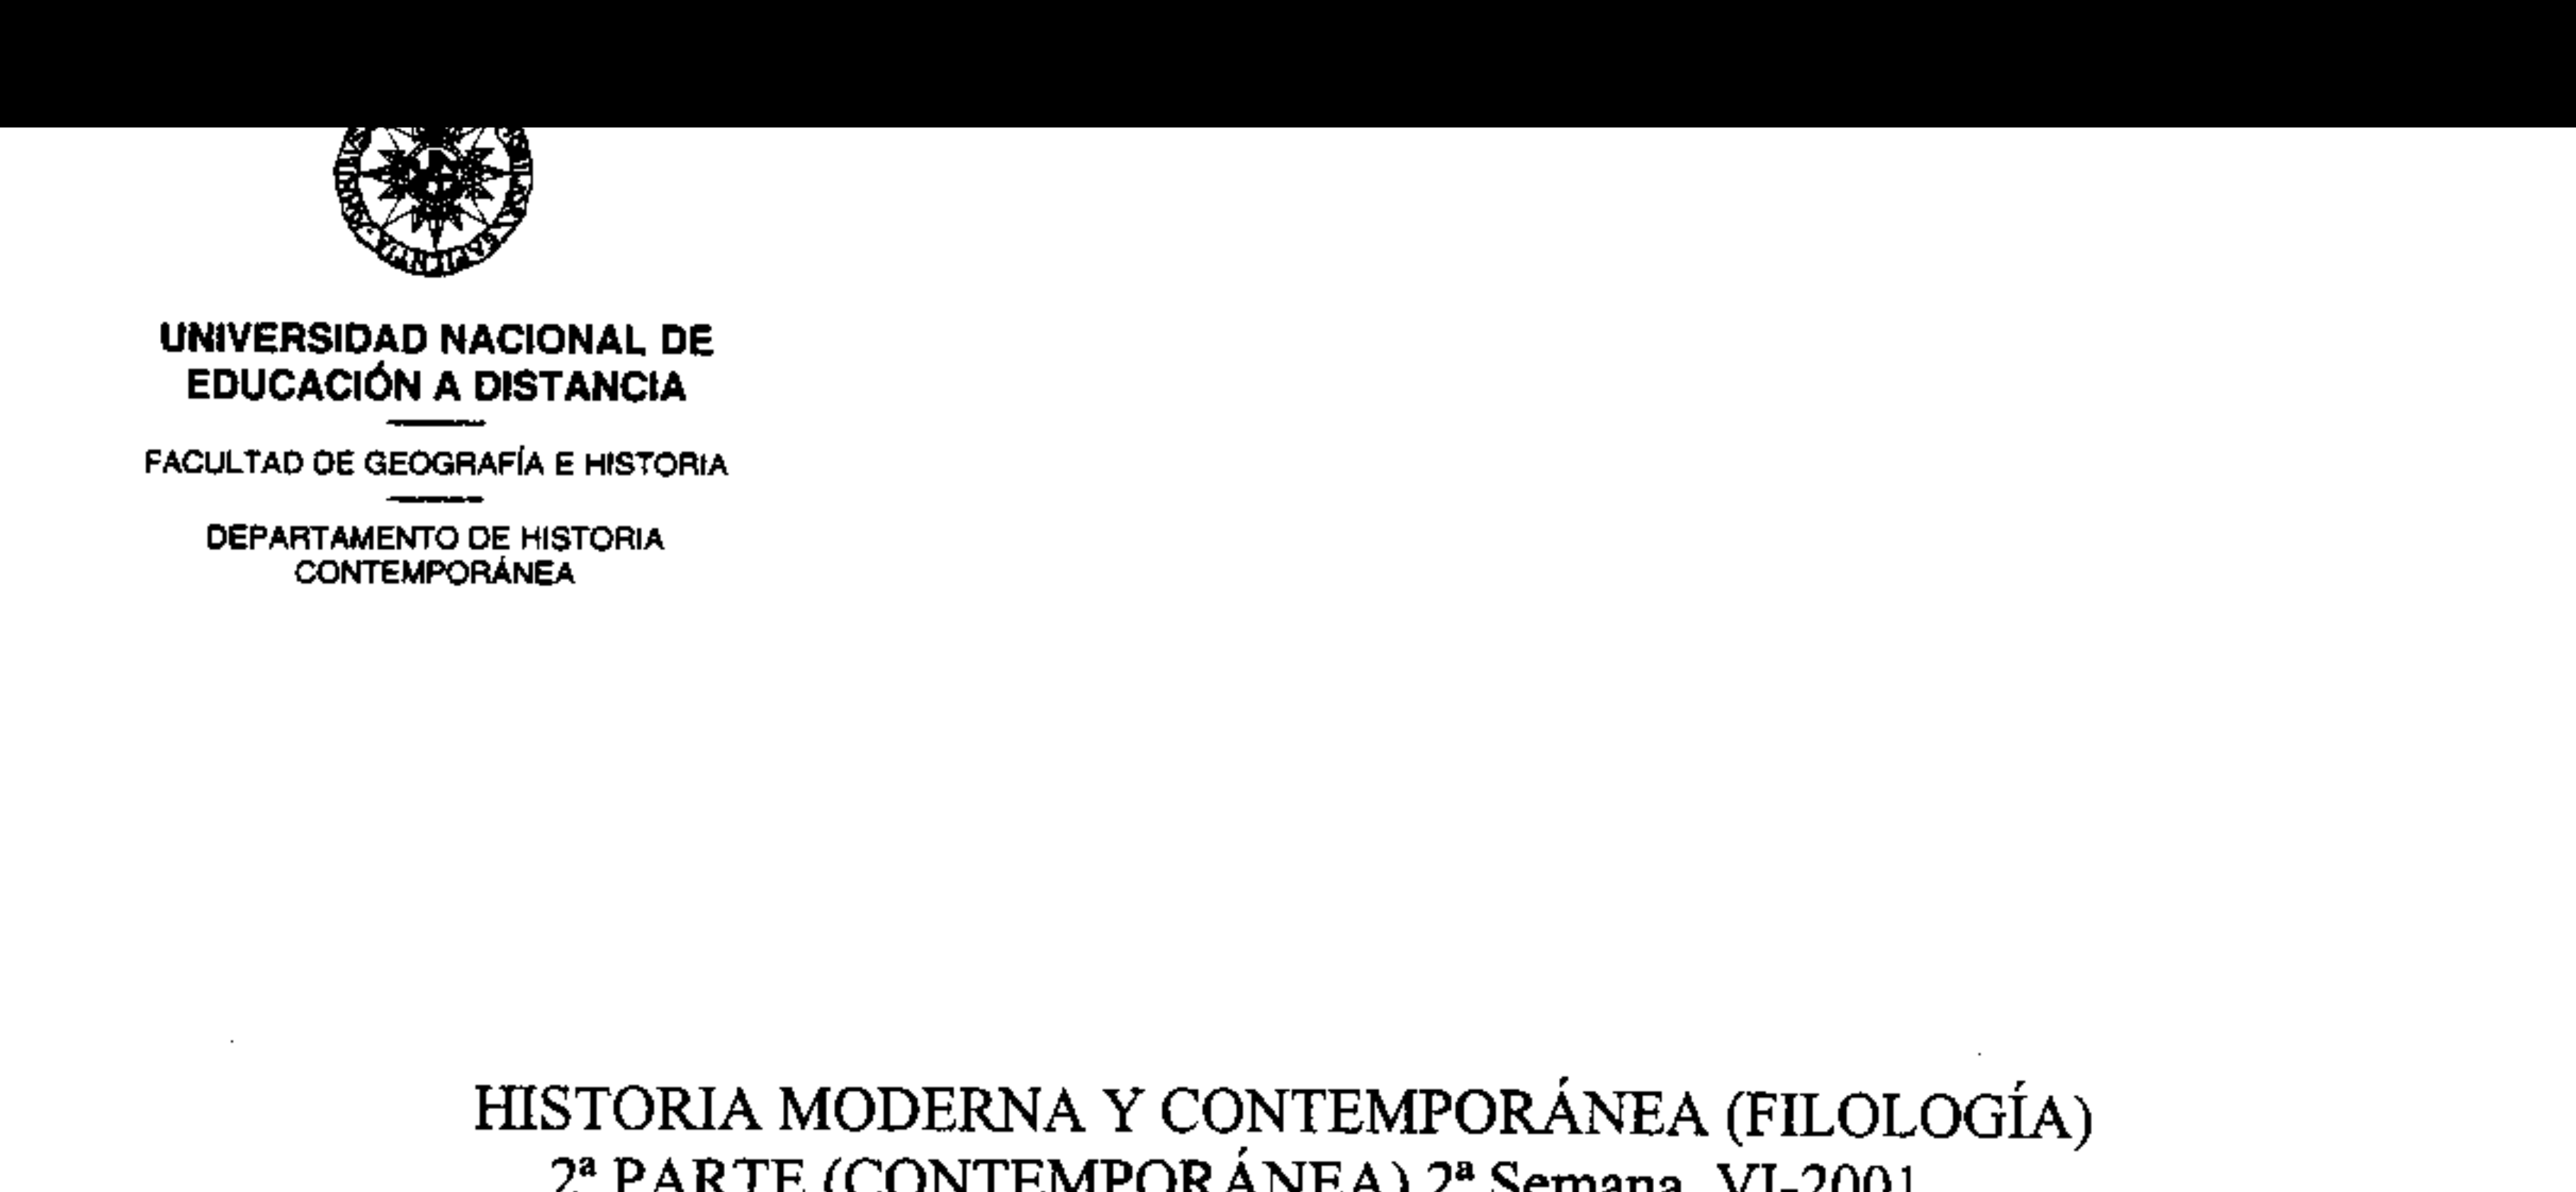 SAPIENTIA
UNIVERSIDAD NACIONAL DE
EDUCACIÓN A DISTANCIA
FACULTAD DE GEOGRAFÍA E HISTORIA
DEPARTAMENTO DE HISTORIA
CONTEMPORÁNEA
HISTORIA MODERNA Y CONTEMPORÁNEA (FILOLOGÍA)
2ª PARTE (CONTEMPORÁNEA) 2ª Semana VI-2001